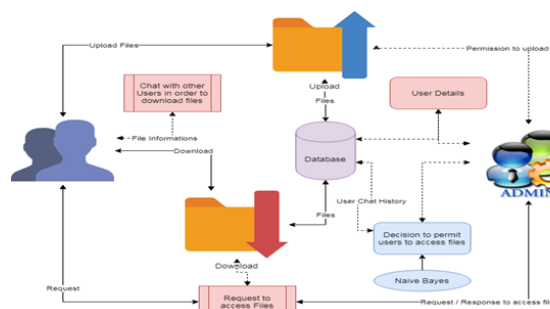 Upload Files
Permission to upload
Chat with other
Users in order to
download files
Upload
Files
User Details
File Informations
Download
Database
User Chat History
ADMIN
Files
Decision to permit
users to access files
Download
Naive Bayes
Request
Request to
access Files
Request / Response to access file